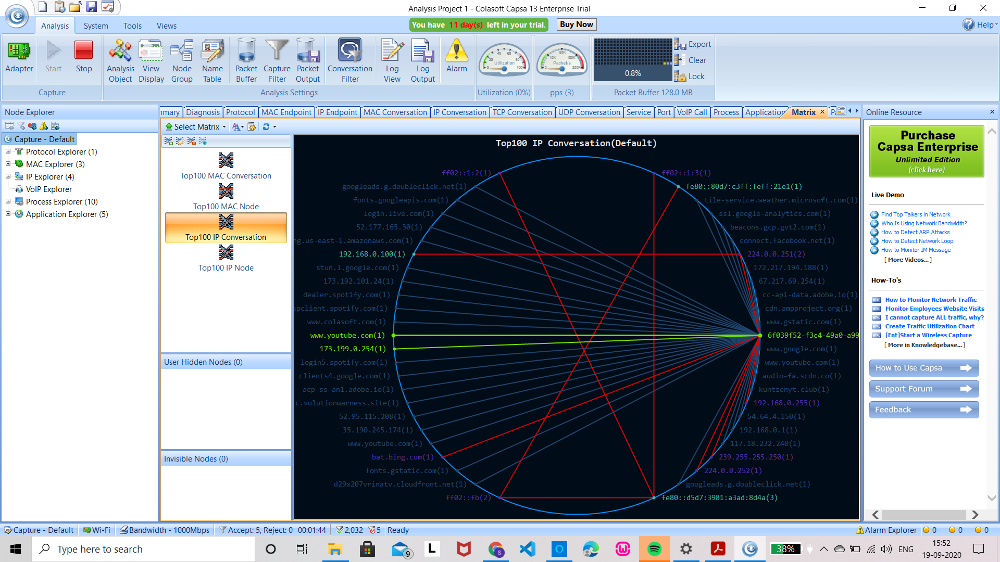 Analysis Project 1 - Colasoft Capsa 13 Enterprise Trial
Analysis System Tools Views
You have 11 day(s) left in your trial. Buy Now
Help
Adapter Start Stop
Analysis Object
View Display
Node Group
Name Table
Packet Buffer
Capture Filter
Packet Output
Conversation Filter
Log View
Log Output
Alarm
Utilization
Packet/s
0.8%
Export
Clear
Lock
Capture
Analysis Settings
Utilization (0%)
pps (3)
Packet Buffer 128.0 MB
Node Explorer
Capture - Default
Protocol Explorer (1)
MAC Explorer (3)
IP Explorer (4)
VoIP Explorer
Process Explorer (10)
Application Explorer (5)
nmary Diagnosis Protocol MAC Endpoint IP Endpoint MAC Conversation IP Conversation TCP Conversation UDP Conversation Service Port VoIP Call Process Application Matrix
Select Matrix
Top100 MAC Conversation
Top100 MAC Node
Top100 IP Conversation
Top100 IP Node
User Hidden Nodes (0)
Invisible Nodes (0)
Top100 IP Conversation(Default)
ff02::1:2(1)
googleads.g.doubleclick.net(1)
fonts.googleapis.com(1)
login.live.com(1)
52.177.165.30(1)
ng.us-east-1.amazonaws.com(1)
192.168.0.100(1)
stun.l.google.com(1)
173.192.101.24(1)
dealer.spotify.com(1)
spclient.spotify.com(1)
www.colasoft.com(1)
www.youtube.com(1)
173.199.0.254(1)
login5.spotify.com(1)
clients4.google.com(1)
acp-ss-an1.adobe.io(1)
c.volutionwarness.site(1)
52.95.115.208(1)
35.190.245.174(1)
www.youtube.com(1)
bat.bing.com(1)
fonts.gstatic.com(1)
d29x207vrinatv.cloudfront.net(1)
ff02::fb(2)
ff02::1:3(1)
fe80::80d7:c3ff:feff:21e1(1)
tile-service.weather.microsoft.com(1)
ssl.google-analytics.com(1)
beacons.gcp.gvt2.com(1)
connect.facebook.net(1)
224.0.0.251(2)
172.217.194.188(1)
67.217.69.254(1)
cc-api-data.adobe.io(1)
cdn.ampproject.org(1)
www.gstatic.com(1)
6f039f52-f3c4-49a0-a99
www.google.com(1)
www.youtube.com(1)
audio-fa.scdn.co(1)
kuntzenyt.club(1)
192.168.0.255(1)
54.64.4.150(1)
192.168.0.1(1)
117.18.232.240(1)
239.255.255.250(1)
224.0.0.252(1)
googleads.g.doubleclick.net(1)
fe80::d5d7:3981:a3ad:8d4a(3)
Online Resource
Purchase
Capsa Enterprise
Unlimited Edition
(click here)
Live Demo
Find Top Talkers in Network
Who Is Using Network Bandwidth?
How to Detect ARP Attacks
How to Detect Network Loop
How to Monitor IM Message
[ More Videos... ]
How-To's
How to Monitor Network Traffic
Monitor Employees Website Visits
I cannot capture ALL traffic, why?
Create Traffic Utilization Chart
[Ent]Start a Wireless Capture
[ More in Knowledgebase... ]
How to Use Capsa
Support Forum
Feedback
Capture - Default Wi-Fi Bandwidth - 1000Mbps Accept: 5, Reject: 0 00:01:44 2,032 5 Ready Alarm Explorer 0 0 0
Type here to search
9
L
S
38%
ENG
15:52
19-09-2020